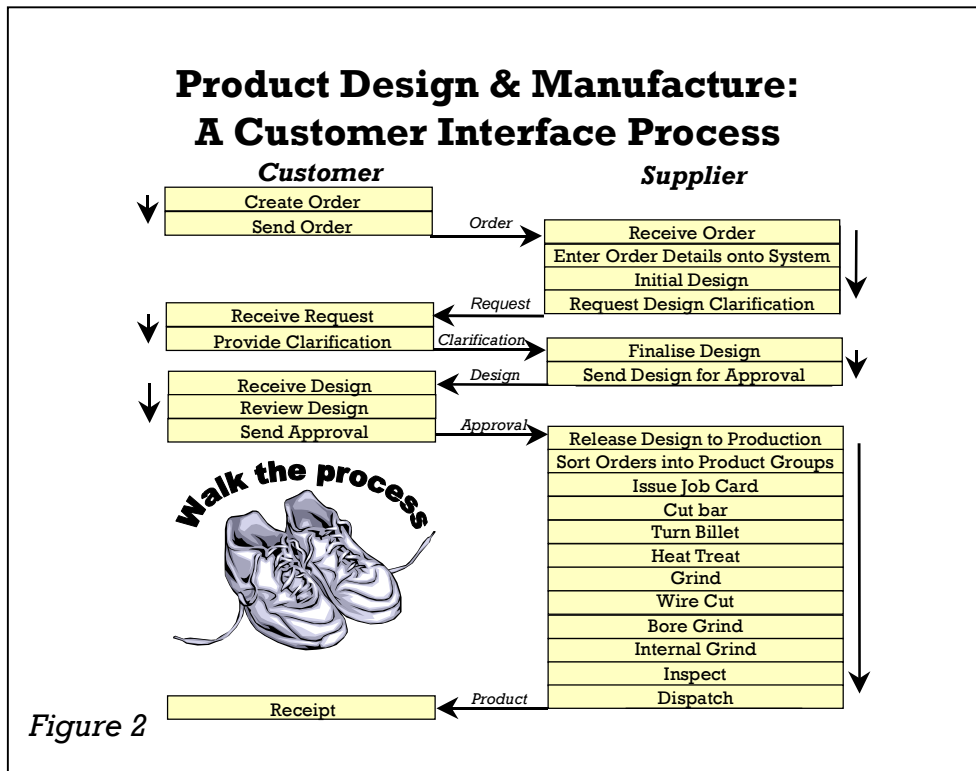 Product Design & Manufacture:
A Customer Interface Process
Customer
Supplier
Create Order
Send Order
Order
Receive Order
Enter Order Details onto System
Initial Design
Request Design Clarification
Request
Receive Request
Provide Clarification
Clarification
Finalise Design
Send Design for Approval
Design
Receive Design
Review Design
Send Approval
Approval
Release Design to Production
Sort Orders into Product Groups
Issue Job Card
Cut bar
Turn Billet
Heat Treat
Grind
Wire Cut
Bore Grind
Internal Grind
Inspect
Dispatch
Walk the process
Product
Receipt
Figure 2